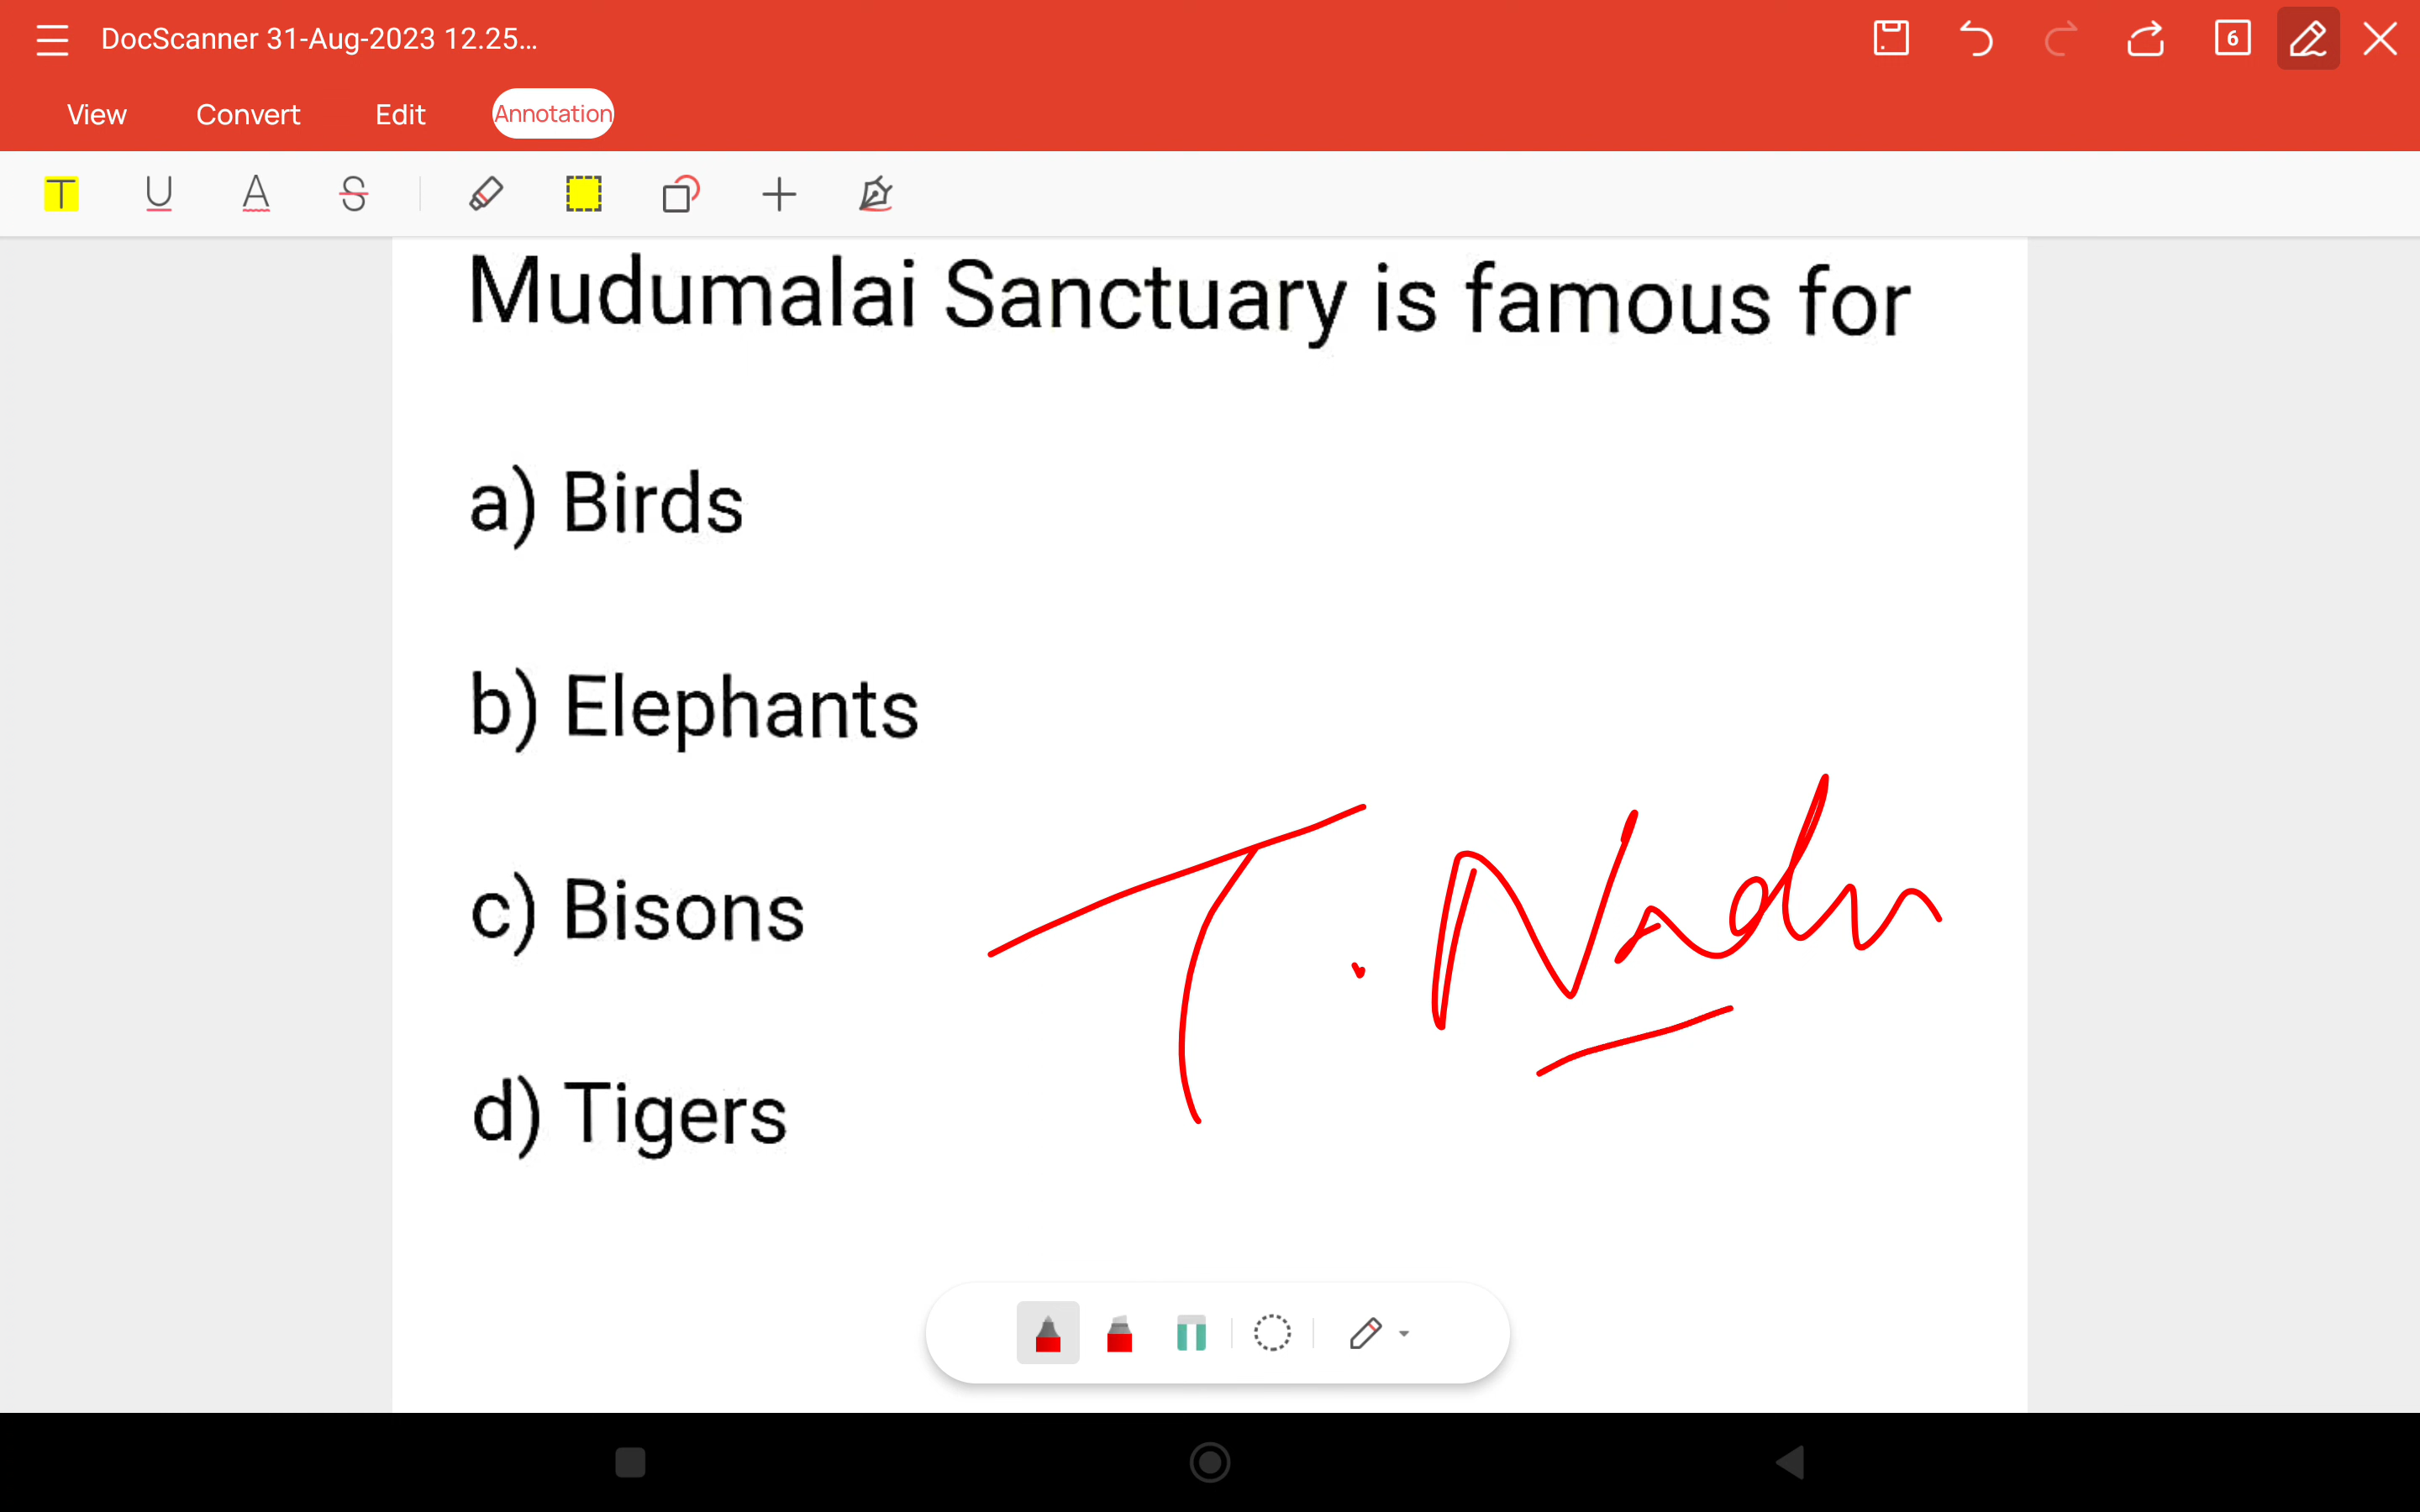 DocScanner 31-Aug-2023 12.25...
6
View Convert Edit Annotation
T U A S
Mudumalai Sanctuary is famous for
a) Birds
b) Elephants
c) Bisons
d) Tigers
T. Nadu